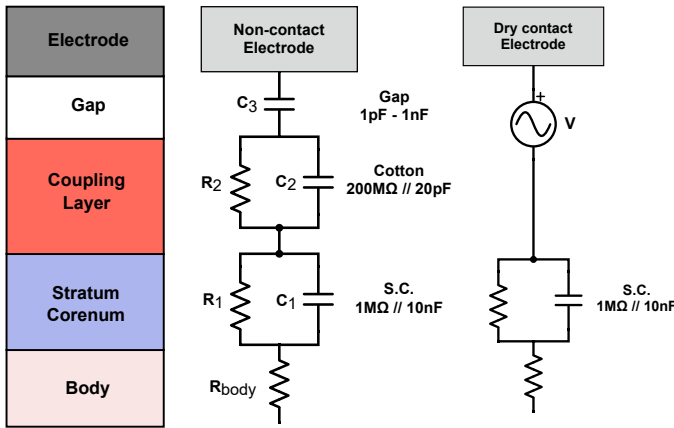 Electrode
Gap
Coupling
Layer
Stratum
Corenum
Body
Non-contact
Electrode
C3
Gap
1pF - 1nF
R2
C2
Cotton
200MΩ // 20pF
R1
C1
S.C.
1MΩ // 10nF
Rbody
Dry contact
Electrode
+
V
S.C.
1MΩ // 10nF